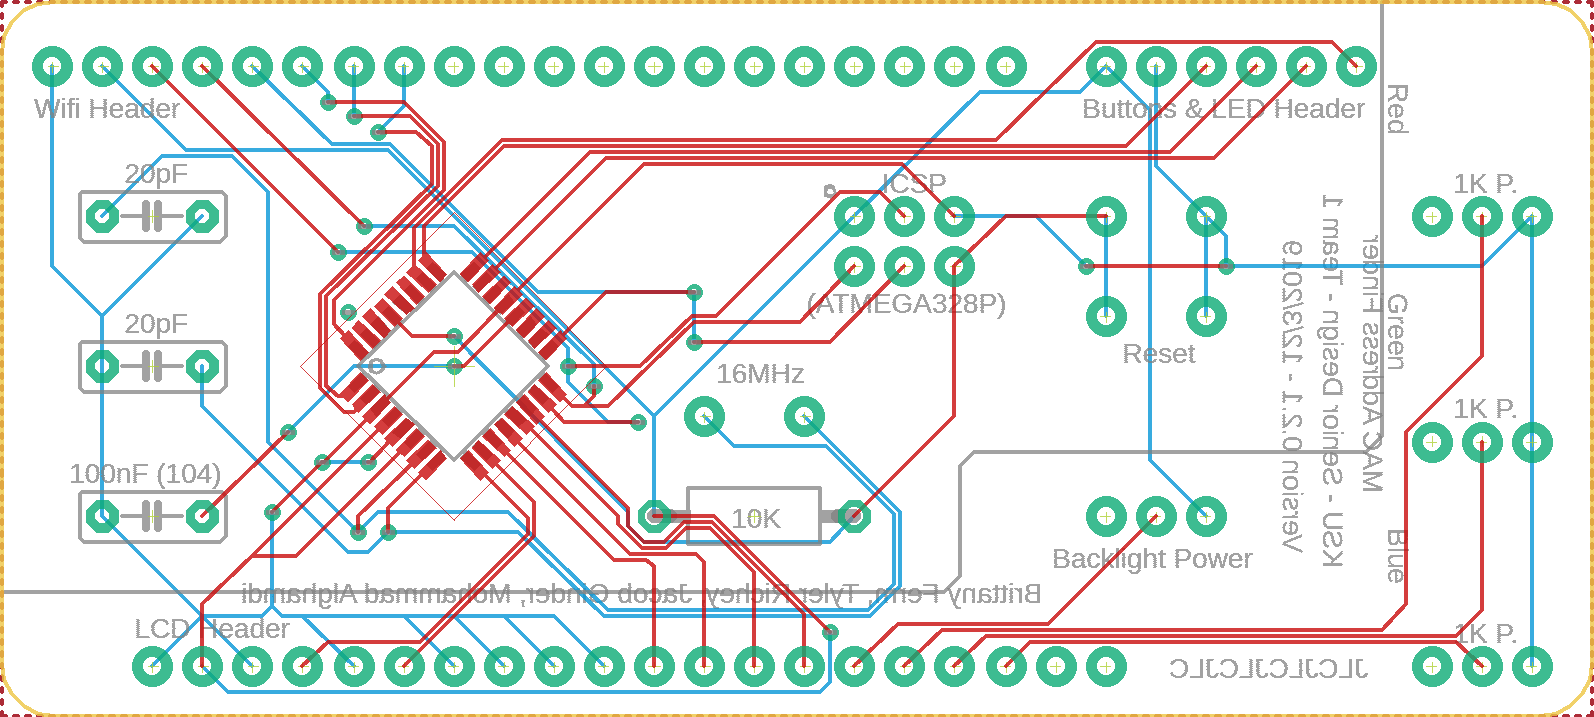 Wifi Header
Buttons & LED Header
Red
20pF
ICSP
1K P.
(ATMEGA328P)
Green
20pF
Reset
16MHz
1K P.
100nF (104)
10K
Backlight Power
Blue
MAC Address Finder
KSU - Senior Design - Team 1
Version 0.2.1 - 12/3/2019
Brittany Fenn, Tyler Richey, Jacob Ginder, Mohammad Alghamdi
LCD Header
1K P.
JLCJLCJLCJLC